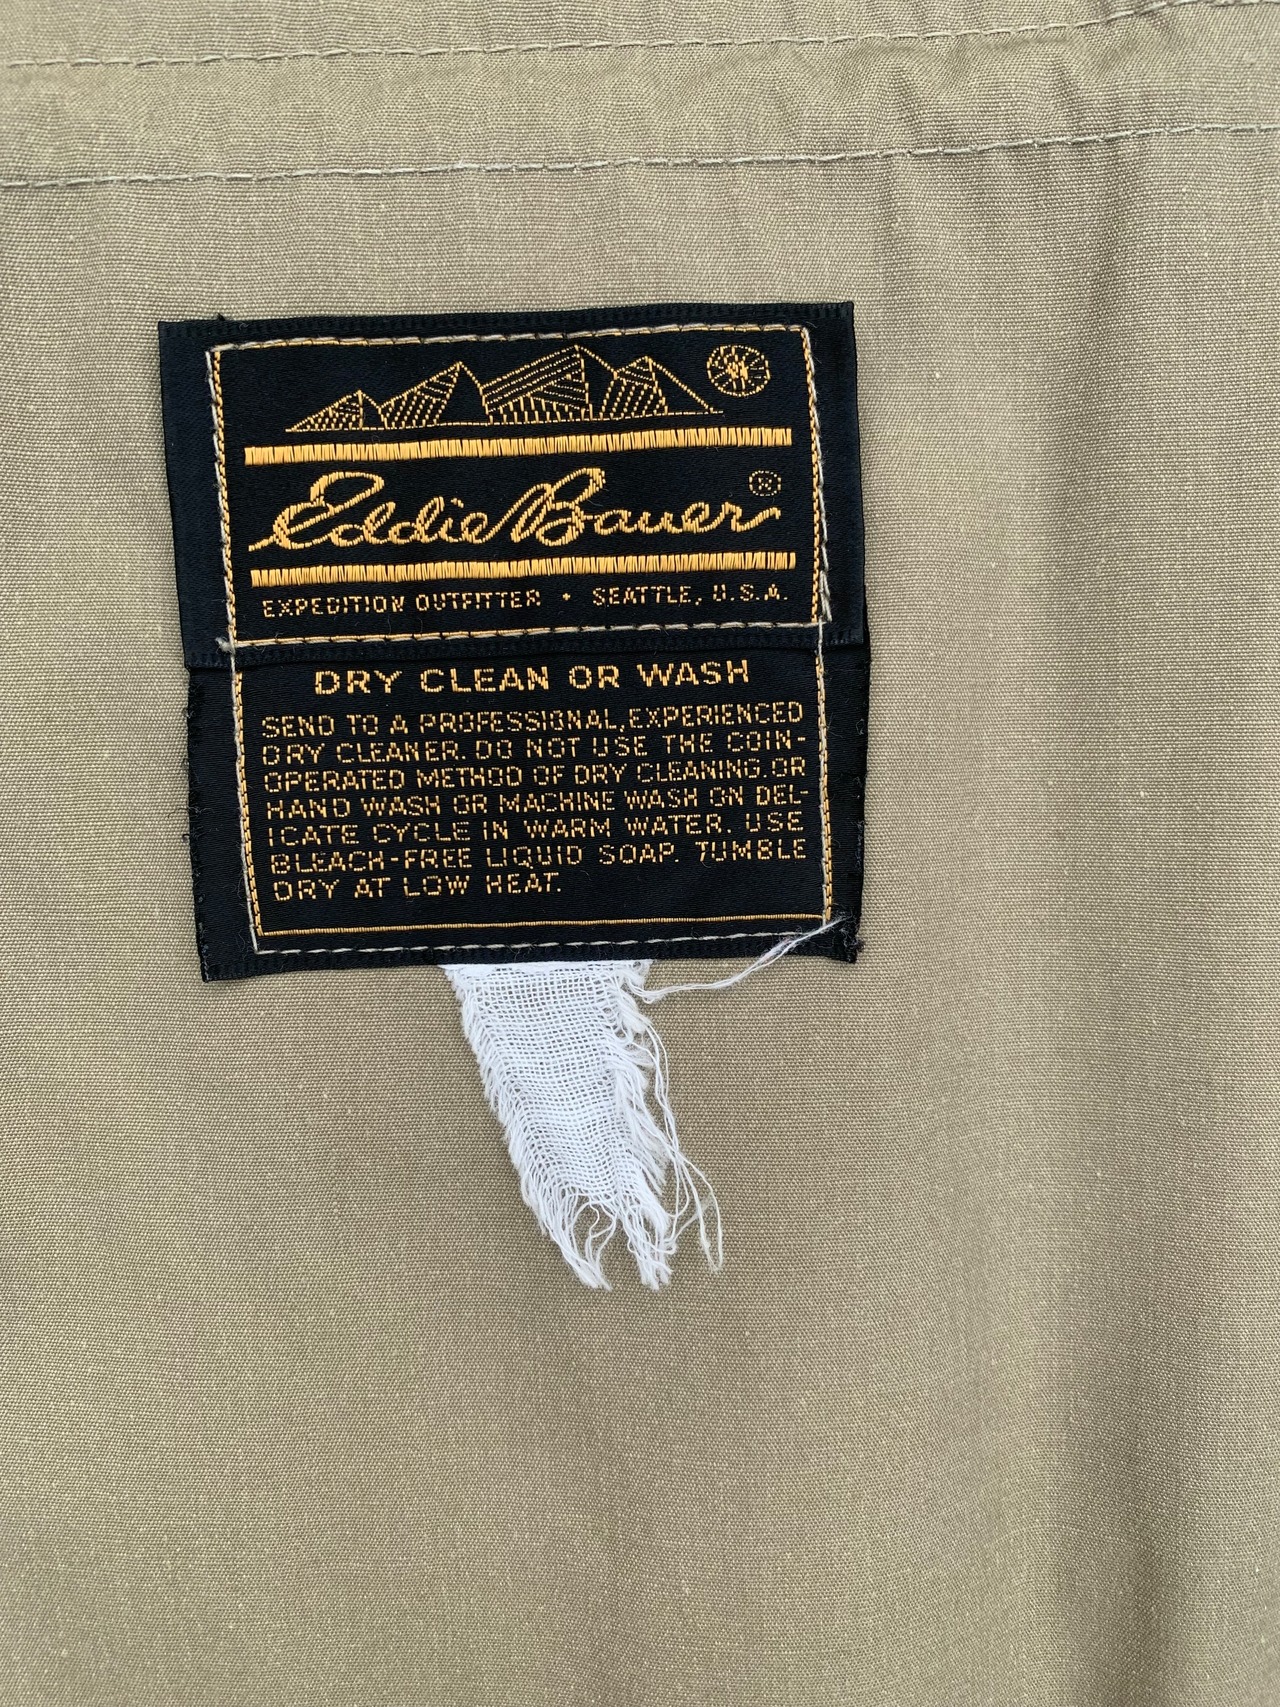 Eddie Bauer®
EXPEDITION OUTFITTER • SEATTLE, U.S.A.
DRY CLEAN OR WASH
SEND TO A PROFESSIONAL, EXPERIENCED
DRY CLEANER. DO NOT USE THE COIN-
OPERATED METHOD OF DRY CLEANING. OR
HAND WASH OR MACHINE WASH ON DEL-
ICATE CYCLE IN WARM WATER. USE
BLEACH-FREE LIQUID SOAP. TUMBLE
DRY AT LOW HEAT.